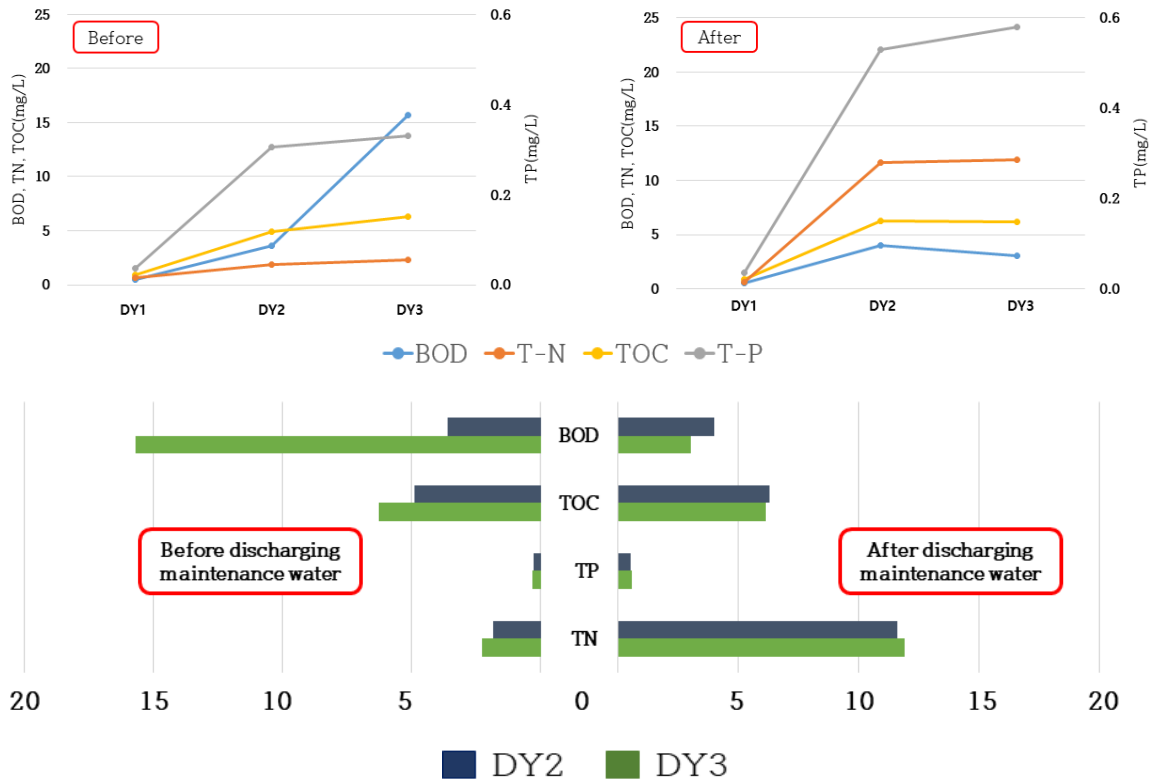 Before
25
20
15
10
5
0
BOD, TN, TOC(mg/L)
0.6
0.4
0.2
0.0
TP(mg/L)
DY1 DY2 DY3
After
25
20
15
10
5
0
BOD, TN, TOC(mg/L)
0.6
0.4
0.2
0.0
TP(mg/L)
DY1 DY2 DY3
BOD T-N TOC T-P
BOD
TOC
TP
TN
Before discharging
maintenance water
After discharging
maintenance water
20 15 10 5 0 5 10 15 20
DY2 DY3